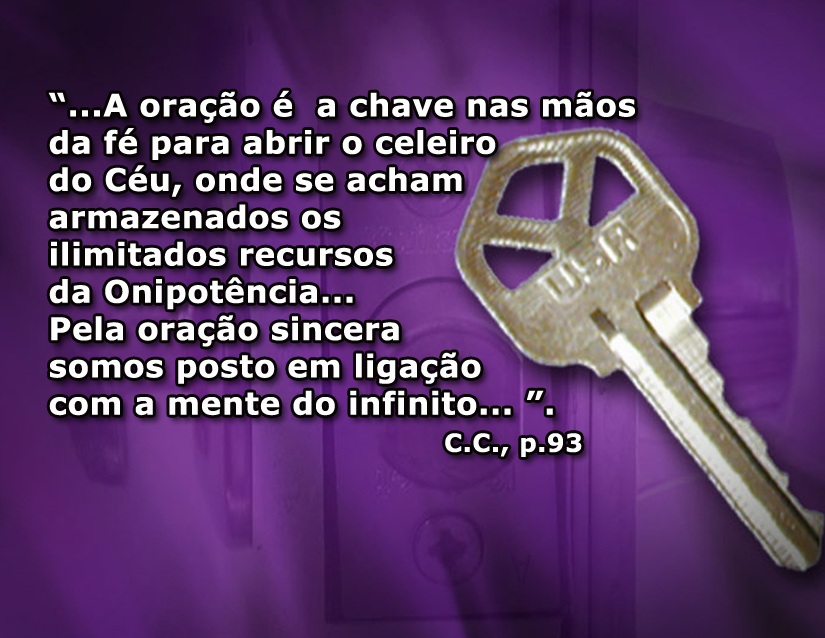 “...A oração é  a chave nas mãos
da fé para abrir o celeiro
do Céu, onde se acham
armazenados os
ilimitados recursos
da Onipotência...
Pela oração sincera
somos posto em ligação
com a mente do infinito... ”.
C.C., p.93
USA